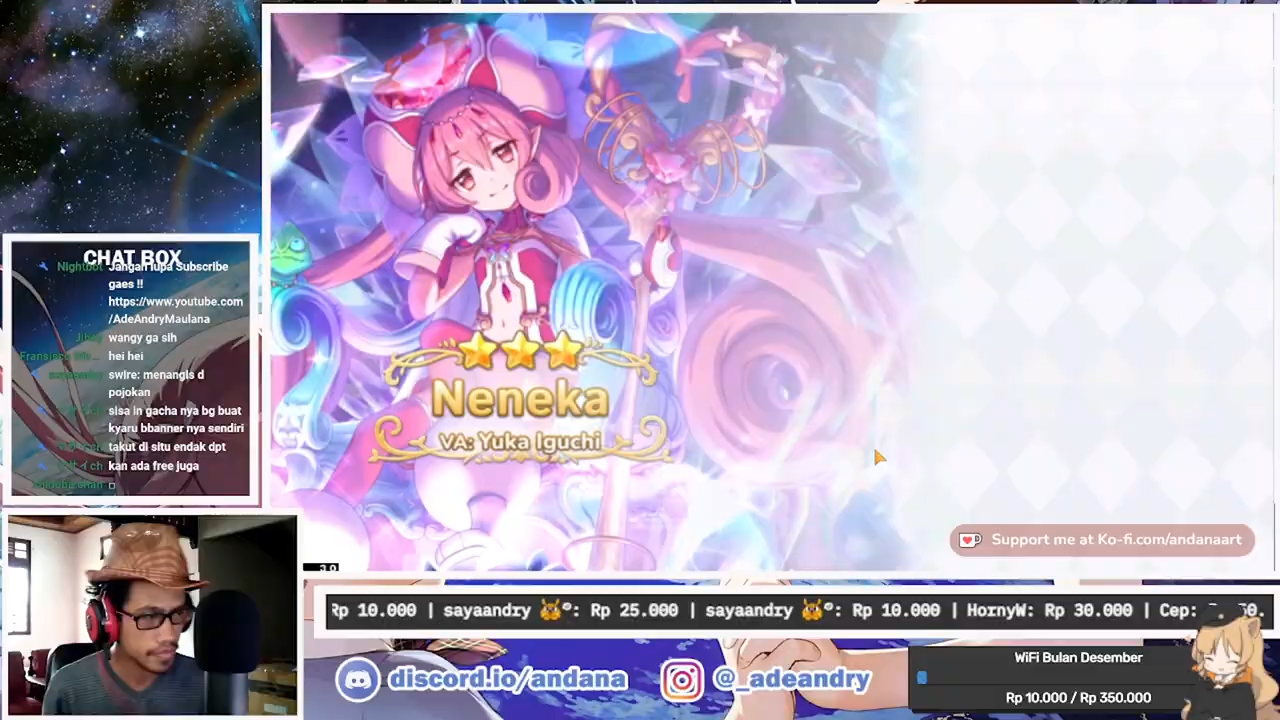 Neneka
VA: Yuka Iguchi
CHAT BOX
Nightbot Jangan lupa Subscribe
gaes !!
https://www.youtube.com
/AdeAndryMaulana
wangy ga sih
hei hei
swire: menangis d
pojokan
sisa in gacha nya bg buat
kyaru bbanner nya sendiri
takut di situ endak dpt
kan ada free juga
Support me at Ko-fi.com/andanaart
Rp 10.000 | sayaandry : Rp 25.000 | sayaandry : Rp 10.000 | HornyW: Rp 30.000 | Cep:
discord.io/andana
@_adeandry
WiFi Bulan Desember
Rp 10.000 / Rp 350.000